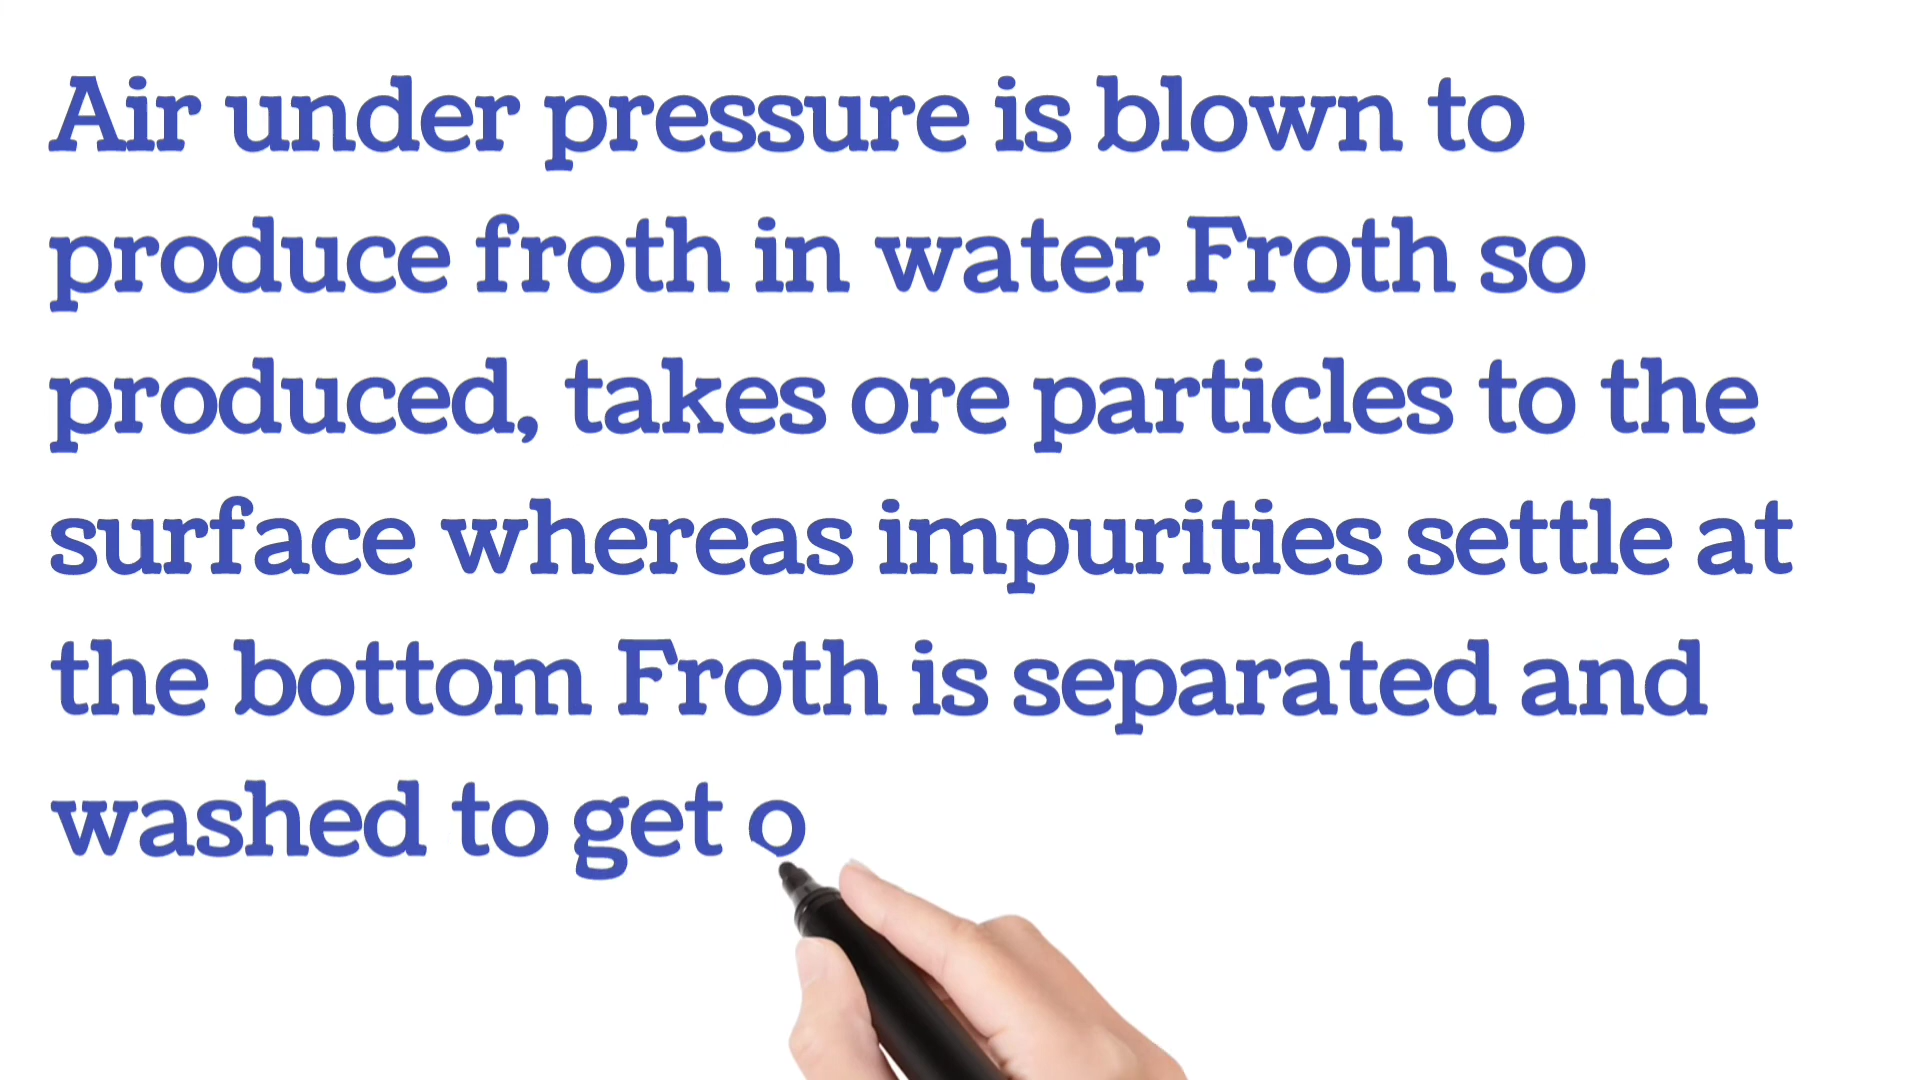 Air under pressure is blown to
produce froth in water Froth so
produced, takes ore particles to the
surface whereas impurities settle at
the bottom Froth is separated and
washed to get o